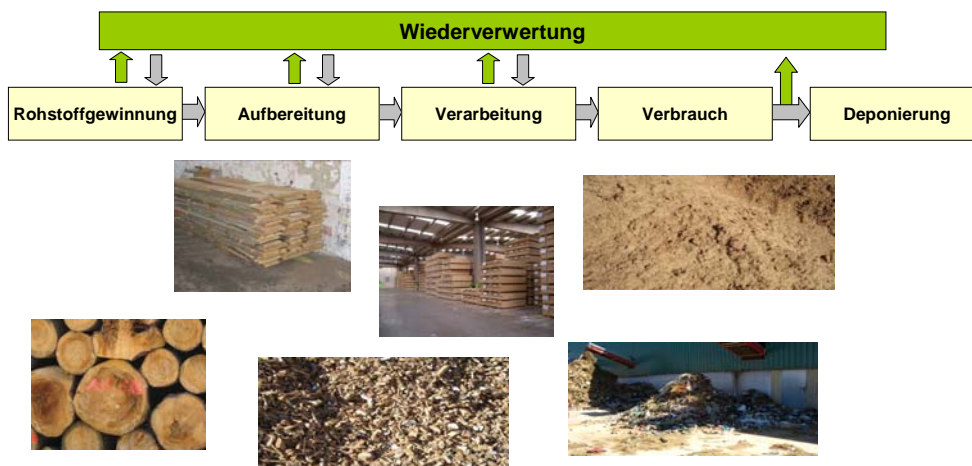 Wiederverwertung
Rohstoffgewinnung
Aufbereitung
Verarbeitung
Verbrauch
Deponierung